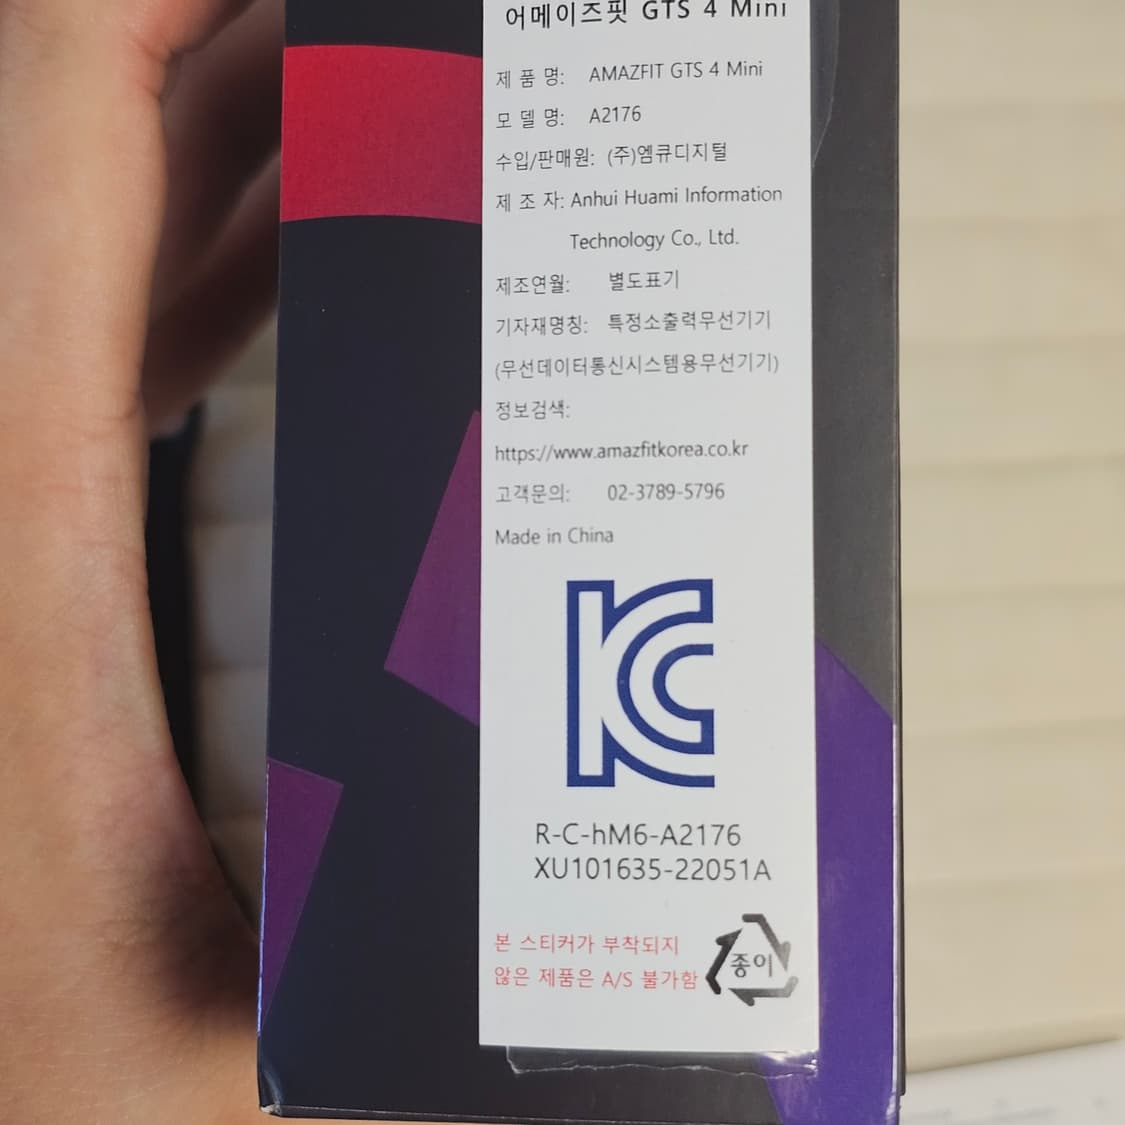 어메이즈핏 GTS 4 Mini
제 품 명: AMAZFIT GTS 4 Mini
모 델 명: A2176
수입/판매원: (주)엠큐디지털
제 조 자: Anhui Huami Information
Technology Co., Ltd.
제조연월: 별도표기
기자재명칭: 특정소출력무선기기
(무선데이터통신시스템용무선기기)
정보검색:
https://www.amazfitkorea.co.kr
고객문의: 02-3789-5796
Made in China
KC
R-C-hM6-A2176
XU101635-22051A
본 스티커가 부착되지
않은 제품은 A/S 불가함
종이